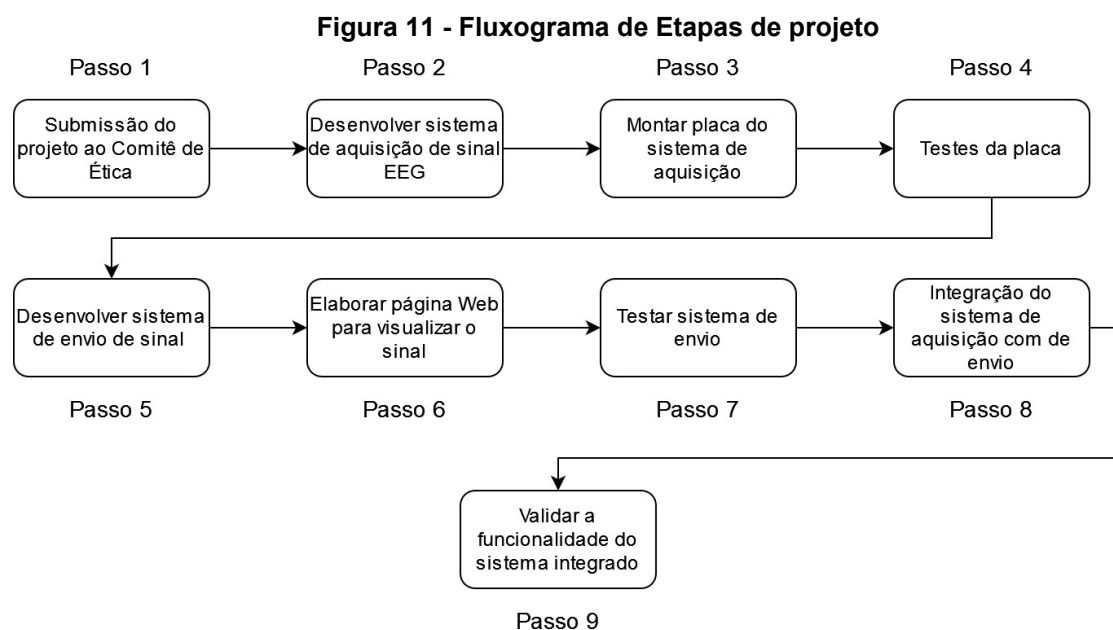 Figura 11 - Fluxograma de Etapas de projeto
Passo 1
Passo 2
Passo 3
Passo 4
Submissão do
projeto ao Comitê de
Ética
Desenvolver sistema
de aquisição de sinal
EEG
Montar placa do
sistema de
aquisição
Testes da placa
Desenvolver sistema
de envio de sinal
Elaborar página Web
para visualizar o
sinal
Testar sistema de
envio
Integração do
sistema de
aquisição com de
envio
Passo 5
Passo 6
Passo 7
Passo 8
Validar a
funcionalidade do
sistema integrado
Passo 9